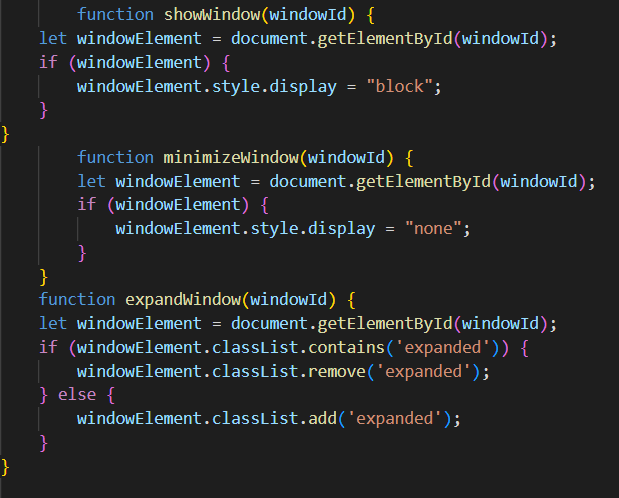 function showWindow(windowId) {
let windowElement = document.getElementById(windowId);
if (windowElement) {
windowElement.style.display = "block";
}
}
function minimizeWindow(windowId) {
let windowElement = document.getElementById(windowId);
if (windowElement) {
windowElement.style.display = "none";
}
}
function expandWindow(windowId) {
let windowElement = document.getElementById(windowId);
if (windowElement.classList.contains('expanded')) {
windowElement.classList.remove('expanded');
} else {
windowElement.classList.add('expanded');
}
}